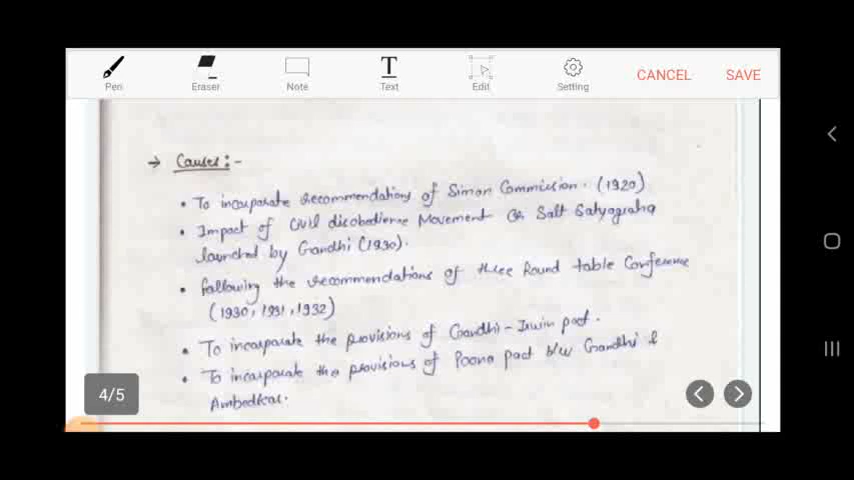 Pen Eraser Note Text Edit Setting CANCEL SAVE
→ Causes:-
• To incorporate recommendations of Simon Commission. (1920)
• Impact of Civil disobedience Movement or Salt Satyagraha
launched by Gandhi (1930).
• Following the recommendations of three Round table Conference
(1930, 1931, 1932)
• To incorporate the provisions of Gandhi-Irwin pact.
• To incorporate the provisions of Poona pact b/w Gandhi &
Ambedkar.
4/5